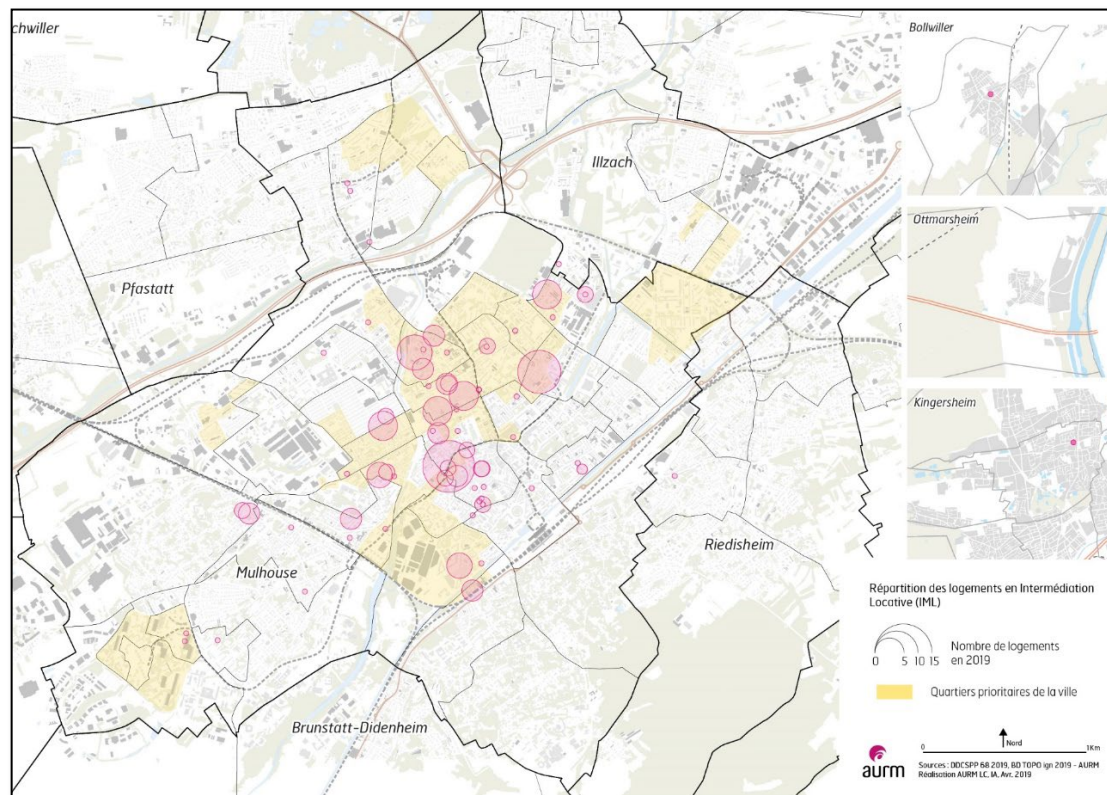 chwiller
Bollwiller
Illzach
Ottmarsheim
Pfastatt
Kingersheim
Riedisheim
Mulhouse
Brunstatt-Didenheim
Répartition des logements en Intermédiation
Locative (IML)
0 5 10 15
Nombre de logements
en 2019
Quartiers prioritaires de la ville
Nord
0 1Km
aurm
Sources : DDCSPP 68 2019, BD TOPO ign 2019 - AURM
Réalisation AURM LC, IA, Avr. 2019